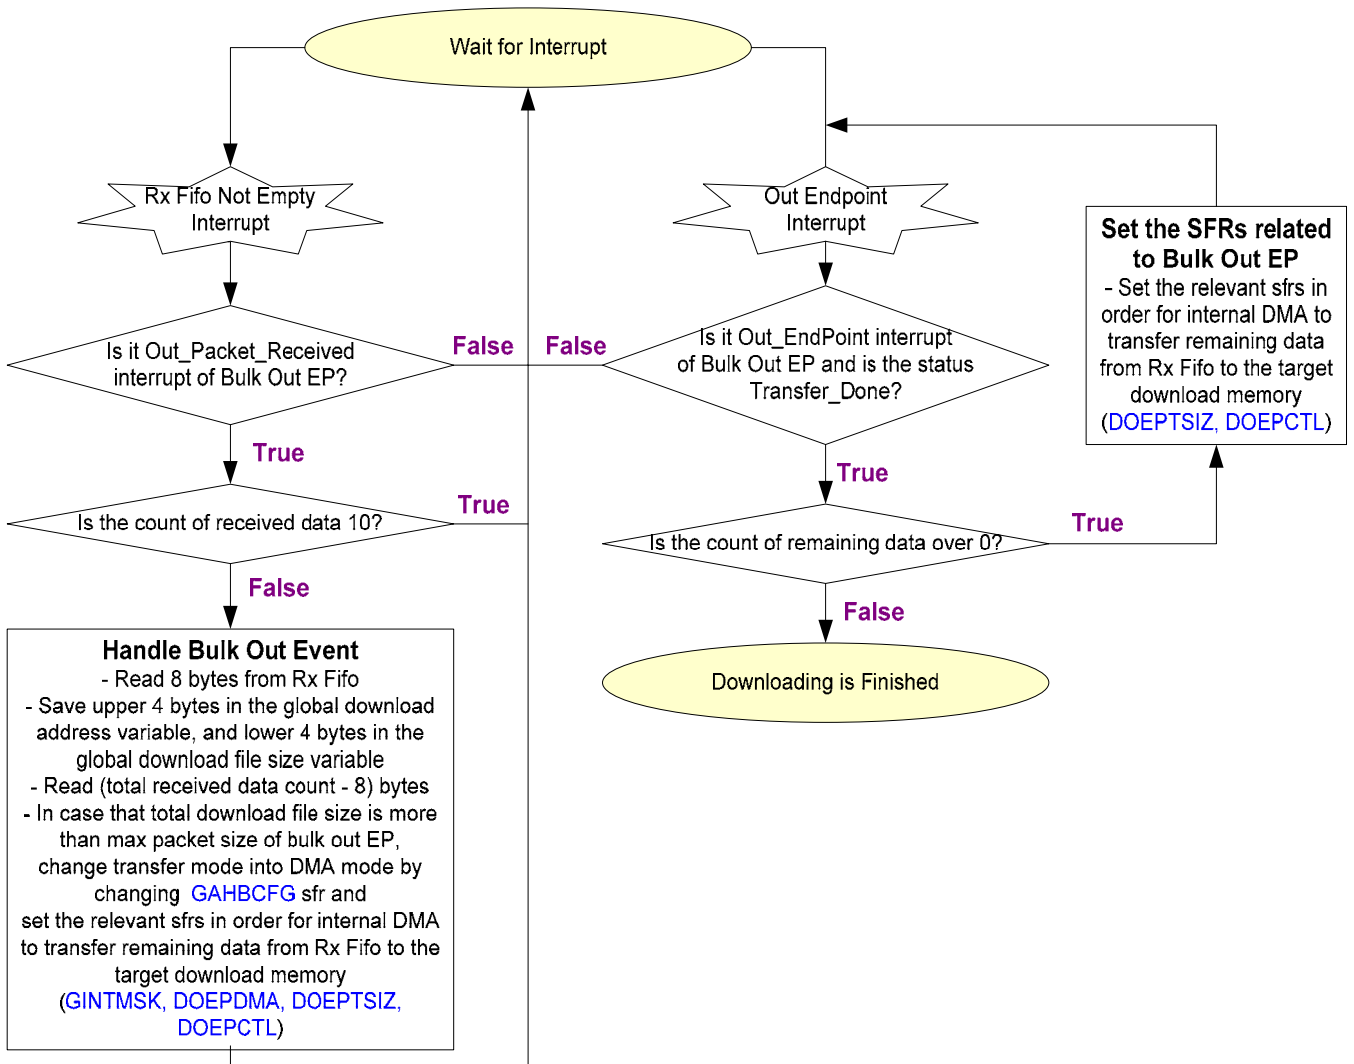 Wait for Interrupt
Rx Fifo Not Empty
Interrupt
Out Endpoint
Interrupt
Set the SFRs related
to Bulk Out EP
- Set the relevant sfrs in
order for internal DMA to
transfer remaining data
from Rx Fifo to the target
download memory
(DOEPTSIZ, DOEPCTL)
Is it Out_Packet_Received
interrupt of Bulk Out EP?
False
False
Is it Out_EndPoint interrupt
of Bulk Out EP and is the status
Transfer_Done?
True
True
Is the count of received data 10?
True
Is the count of remaining data over 0?
True
False
False
Handle Bulk Out Event
- Read 8 bytes from Rx Fifo
- Save upper 4 bytes in the global download
address variable, and lower 4 bytes in the
global download file size variable
- Read (total received data count - 8) bytes
- In case that total download file size is more
than max packet size of bulk out EP,
change transfer mode into DMA mode by
changing GAHBCFG sfr and
set the relevant sfrs in order for internal DMA
to transfer remaining data from Rx Fifo to the
target download memory
(GINTMSK, DOEPDMA, DOEPTSIZ,
DOEPCTL)
Downloading is Finished